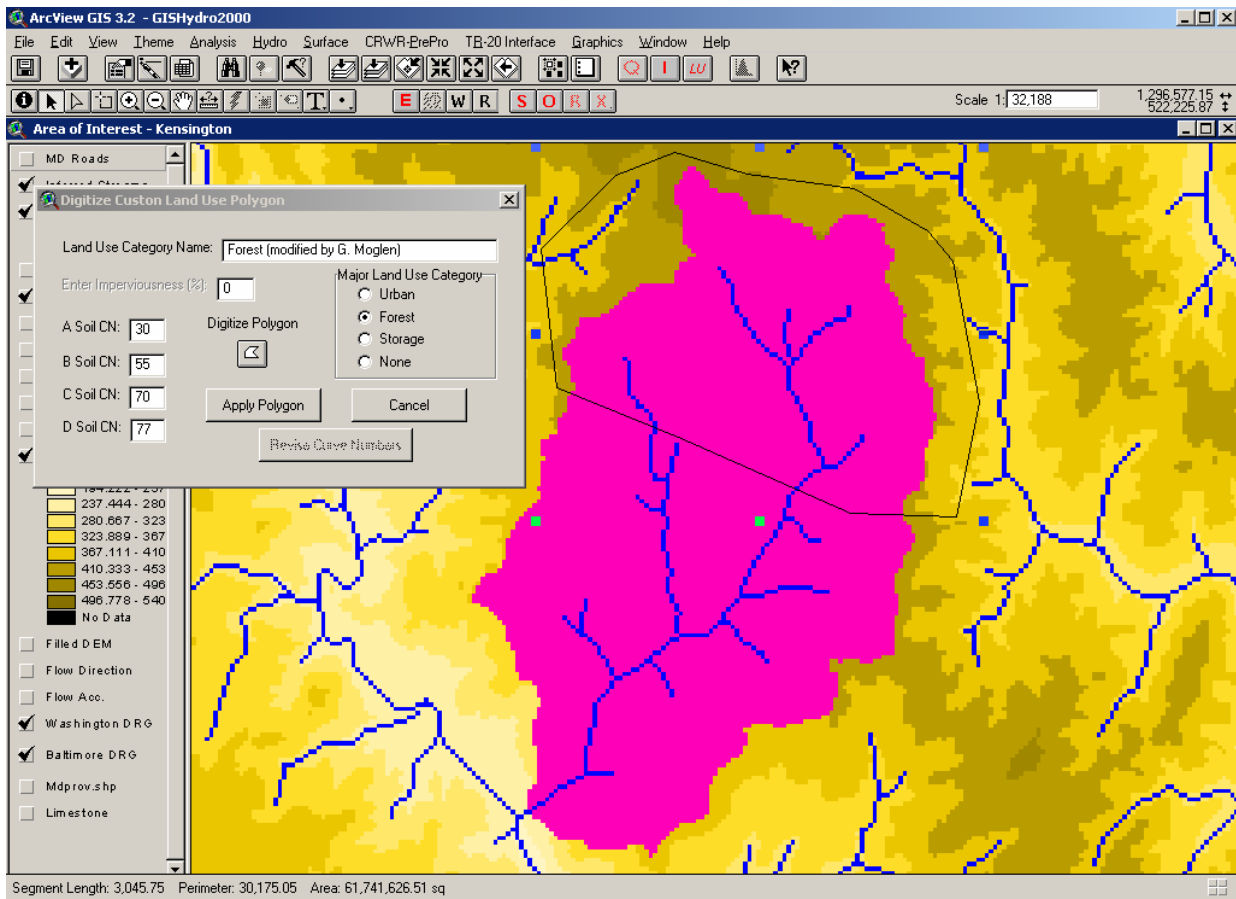 ArcView GIS 3.2 - GISHydro2000
File Edit View Theme Analysis Hydro Surface CRWR-PrePro TR-20 Interface Graphics Window Help
Q I LU
T E W R S O R X Scale 1: 32,188 1,296,577.15 522,225.87
Area of Interest - Kensington
MD Roads
Digitize Custon Land Use Polygon
Land Use Category Name: Forest (modified by G. Moglen)
Enter Imperviousness (%): 0
Major Land Use Category
Urban
Forest
Storage
None
A Soil CN: 30
B Soil CN: 55
C Soil CN: 70
D Soil CN: 77
Digitize Polygon
Apply Polygon Cancel
Revise Curve Numbers
237.444 - 280
280.667 - 323
323.889 - 367
367.111 - 410
410.333 - 453
453.556 - 496
496.778 - 540
No Data
Filled DEM
Flow Direction
Flow Acc.
Washington DRG
Baltimore DRG
Mdprov.shp
Limestone
Segment Length: 3,045.75 Perimeter: 30,175.05 Area: 61,741,626.51 sq